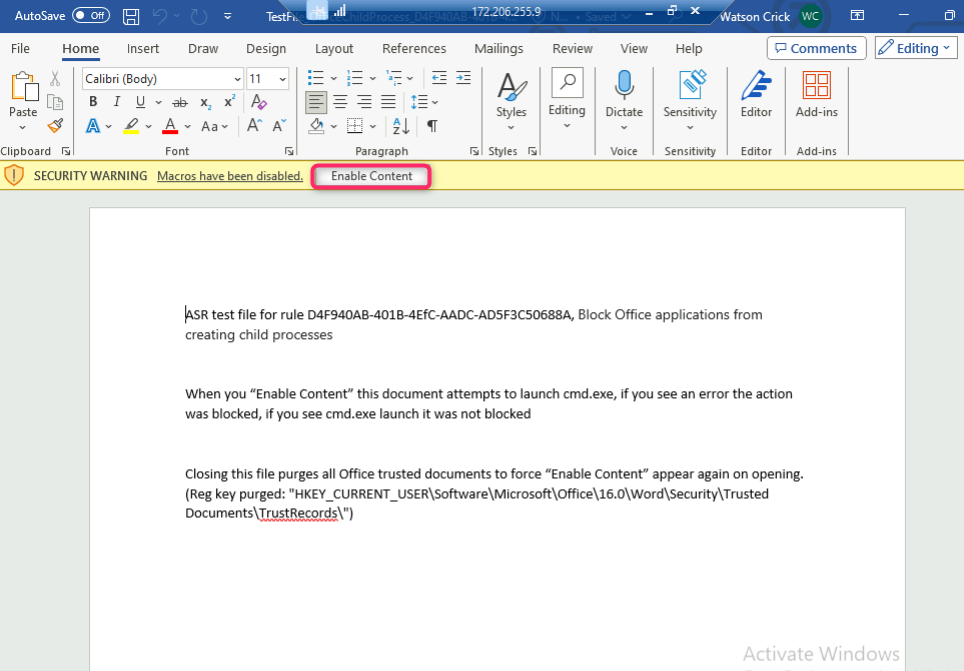 AutoSave Off TestFi 172.206.255.9 Watson Crick WC
File Home Insert Draw Design Layout References Mailings Review View Help Comments Editing
Calibri (Body) 11
Paste
B I U ab x₂ x² A
A A Aa A A
Styles Editing Dictate Sensitivity Editor Add-ins
Clipboard Font Paragraph Styles Voice Sensitivity Editor Add-ins
SECURITY WARNING Macros have been disabled. Enable Content
ASR test file for rule D4F940AB-401B-4EfC-AADC-AD5F3C50688A, Block Office applications from
creating child processes
When you “Enable Content” this document attempts to launch cmd.exe, if you see an error the action
was blocked, if you see cmd.exe launch it was not blocked
Closing this file purges all Office trusted documents to force “Enable Content” appear again on opening.
(Reg key purged: "HKEY_CURRENT_USER\Software\Microsoft\Office\16.0\Word\Security\Trusted
Documents\TrustRecords\")
Activate Windows